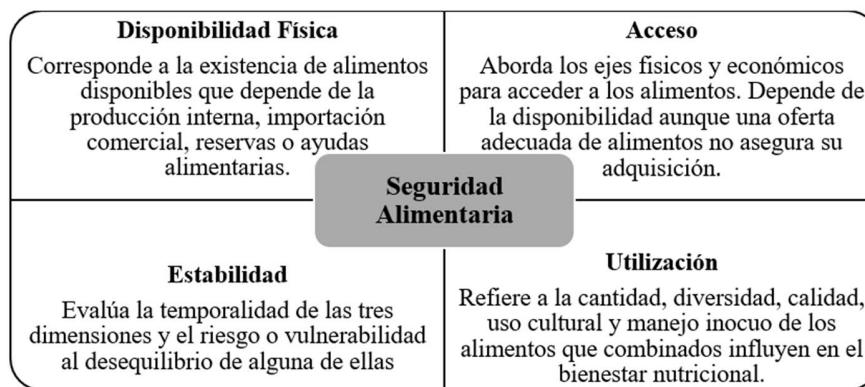 Disponibilidad Física
Corresponde a la existencia de alimentos
disponibles que depende de la
producción interna, importación
comercial, reservas o ayudas
alimentarias.
Acceso
Aborda los ejes físicos y económicos
para acceder a los alimentos. Depende de
la disponibilidad aunque una oferta
adecuada de alimentos no asegura su
adquisición.
Seguridad
Alimentaria
Estabilidad
Evalúa la temporalidad de las tres
dimensiones y el riesgo o vulnerabilidad
al desequilibrio de alguna de ellas
Utilización
Refiere a la cantidad, diversidad, calidad,
uso cultural y manejo inocuo de los
alimentos que combinados influyen en el
bienestar nutricional.